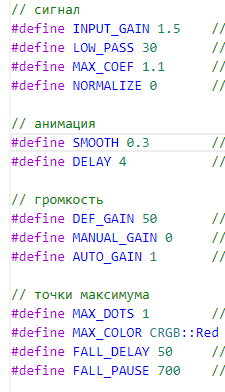 // сигнал
#define INPUT_GAIN 1.5 //
#define LOW_PASS 30 //
#define MAX_COEF 1.1 //
#define NORMALIZE 0 //
// анимация
#define SMOOTH 0.3 //
#define DELAY 4 //
// громкость
#define DEF_GAIN 50 //
#define MANUAL_GAIN 0 //
#define AUTO_GAIN 1 //
// точки максимума
#define MAX_DOTS 1 //
#define MAX_COLOR CRGB::Red
#define FALL_DELAY 50 //
#define FALL_PAUSE 700 //